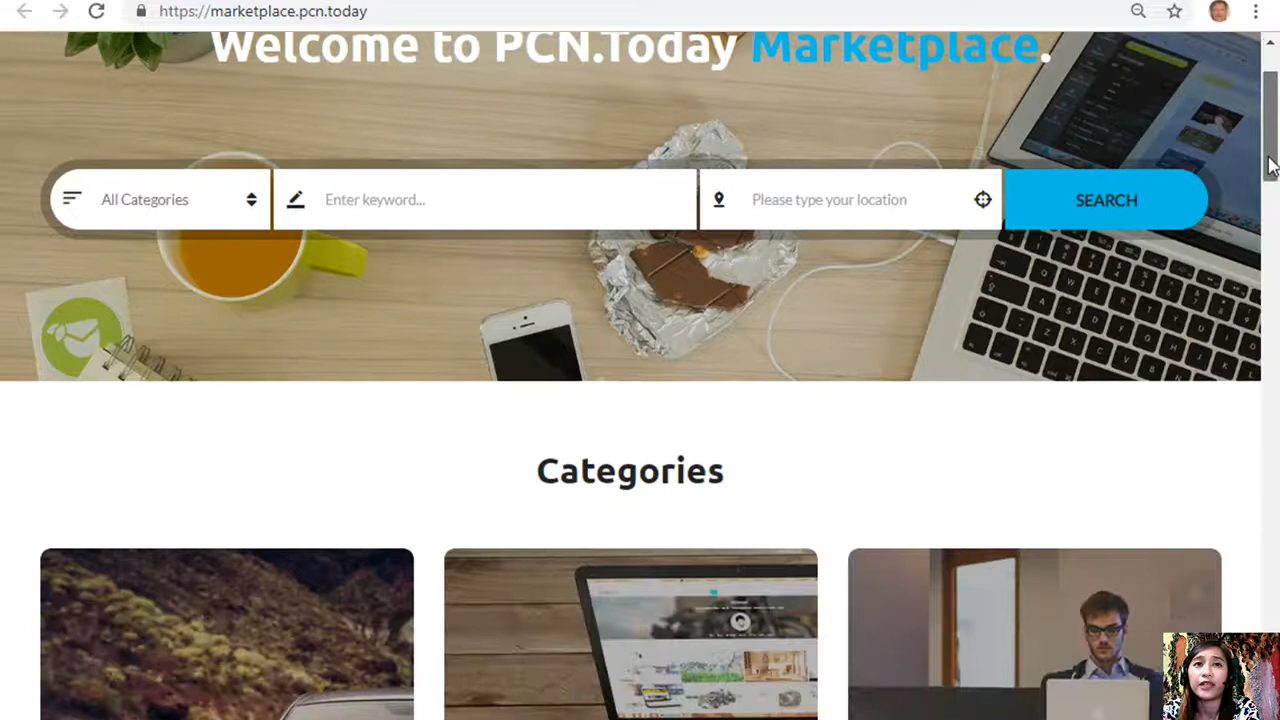 https://marketplace.pcn.today
Welcome to PCN.Today Marketplace.
All Categories
Enter keyword...
Please type your location
SEARCH
Categories